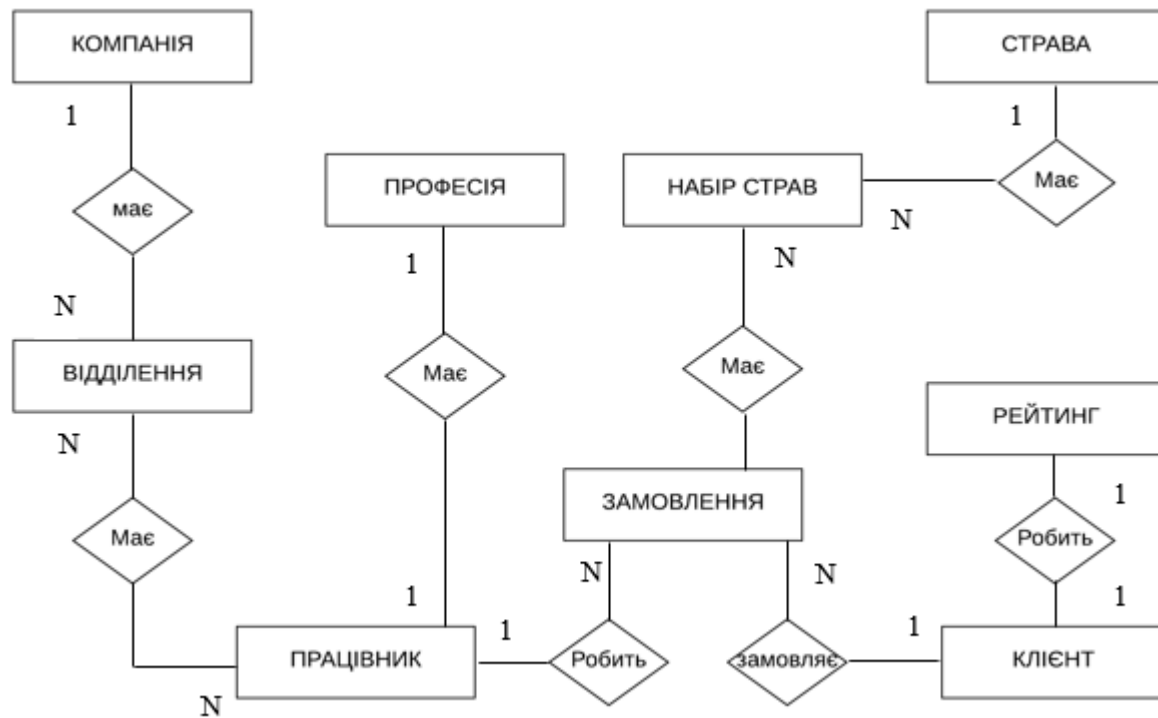 КОМПАНІЯ
СТРАВА
1
1
ПРОФЕСІЯ
НАБІР СТРАВ
Має
має
N
1
N
N
ВІДДІЛЕННЯ
Має
Має
РЕЙТИНГ
N
ЗАМОВЛЕННЯ
1
Має
Робить
N
N
1
1
1
1
ПРАЦІВНИК
Робить
замовляє
КЛІЄНТ
N